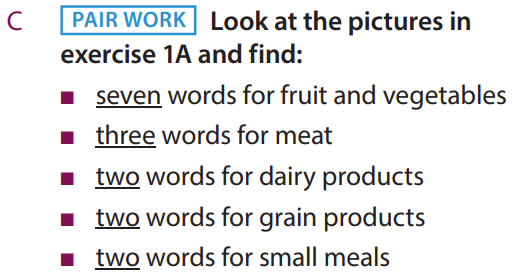 C PAIR WORK Look at the pictures in
exercise 1A and find:
■ seven words for fruit and vegetables
■ three words for meat
■ two words for dairy products
■ two words for grain products
■ two words for small meals